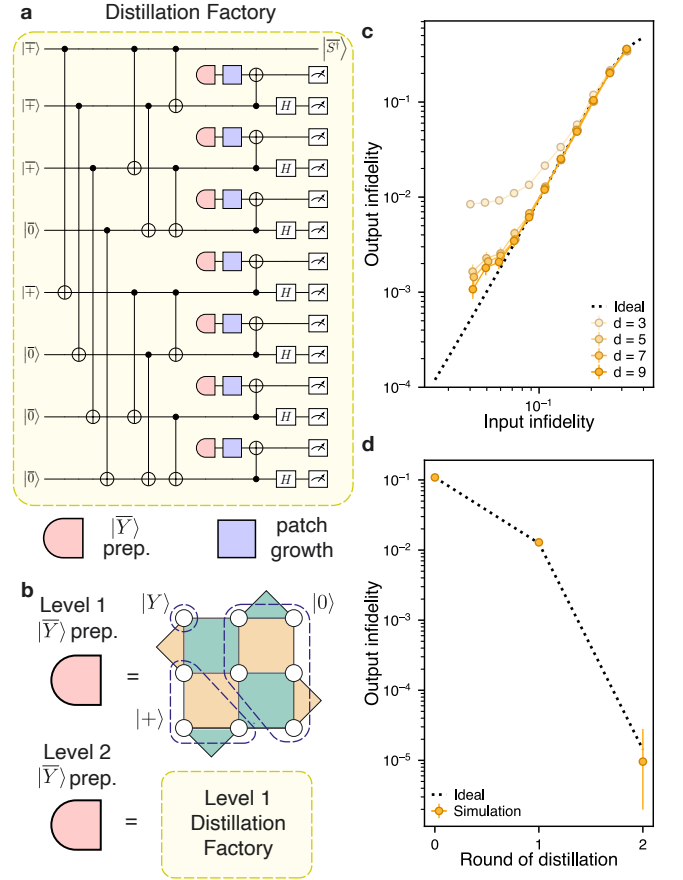 a
Distillation Factory
|+̅⟩
|S̅†⟩
|+̅⟩
H
|+̅⟩
H
|0̅⟩
H
|+̅⟩
H
|0̅⟩
H
|0̅⟩
H
|0̅⟩
H
|Y̅⟩
prep.
patch
growth
b
Level 1
|Y̅⟩ prep.
=
|Y⟩
|0⟩
|+⟩
Level 2
|Y̅⟩ prep.
=
Level 1
Distillation
Factory
c
Output infidelity
10⁻¹
10⁻²
10⁻³
10⁻⁴
Ideal
d = 3
d = 5
d = 7
d = 9
10⁻¹
Input infidelity
d
Output infidelity
10⁻¹
10⁻²
10⁻³
10⁻⁴
10⁻⁵
Ideal
Simulation
0
1
2
Round of distillation